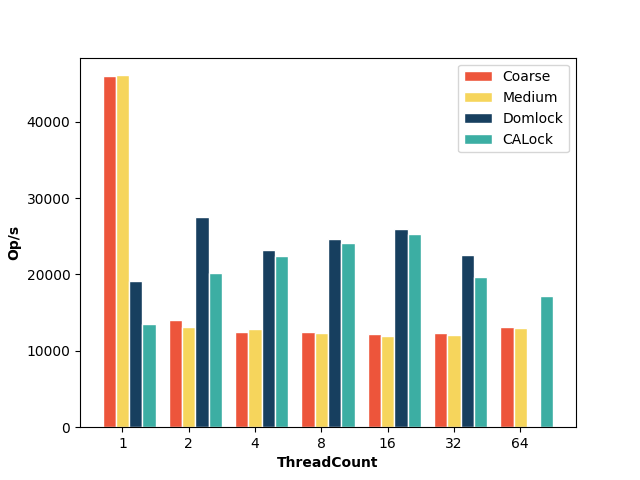 Coarse
Medium
Domlock
CALock
40000
30000
20000
10000
0
Op/s
1 2 4 8 16 32 64
ThreadCount